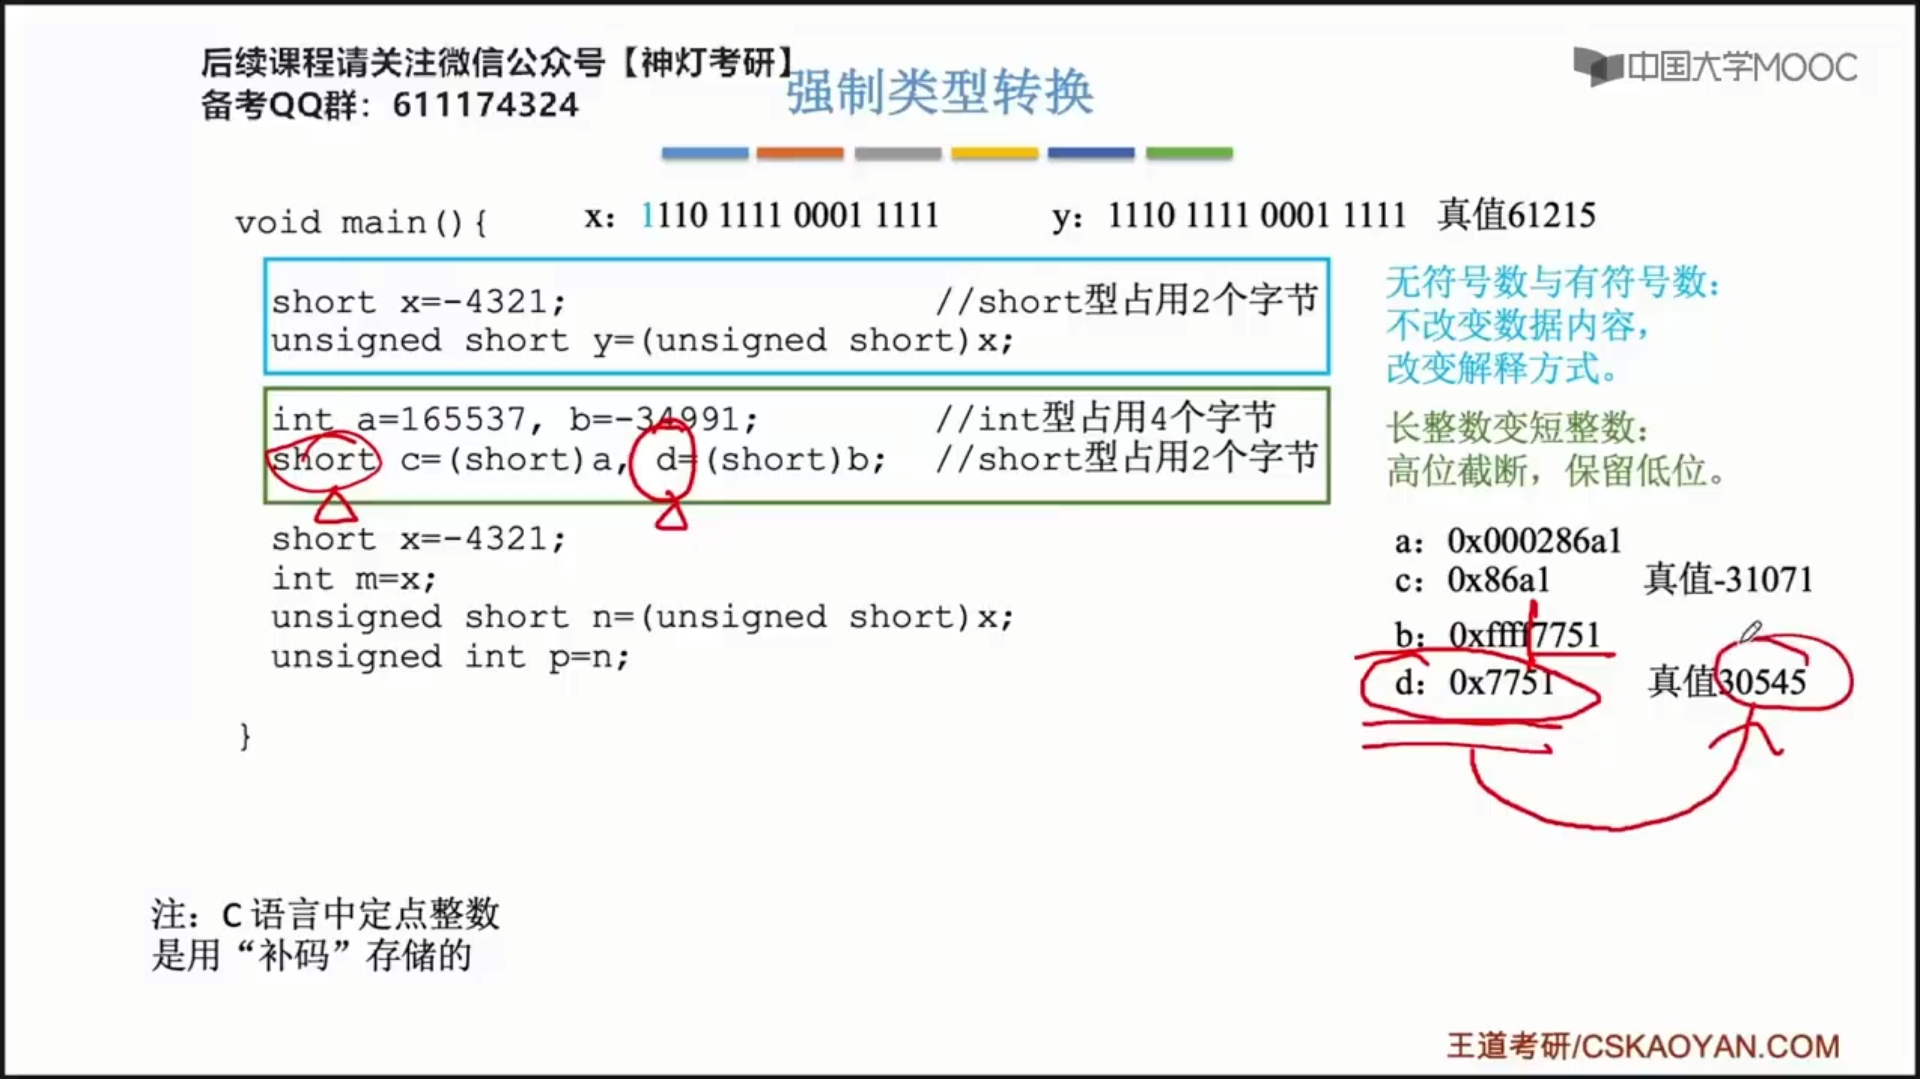 后续课程请关注微信公众号【神灯考研】
备考QQ群：611174324
强制类型转换
中国大学MOOC
void main(){
x：1110 1111 0001 1111
y：1110 1111 0001 1111 真值61215
short x=-4321; //short型占用2个字节
unsigned short y=(unsigned short)x;
无符号数与有符号数：
不改变数据内容，
改变解释方式。
int a=165537, b=-34991; //int型占用4个字节
short c=(short)a, d=(short)b; //short型占用2个字节
长整数变短整数：
高位截断，保留低位。
short x=-4321;
int m=x;
unsigned short n=(unsigned short)x;
unsigned int p=n;
}
a：0x000286a1
c：0x86a1 真值-31071
b：0xffff7751
d：0x7751 真值30545
注：C 语言中定点整数
是用“补码”存储的
王道考研/CSKAOYAN.COM